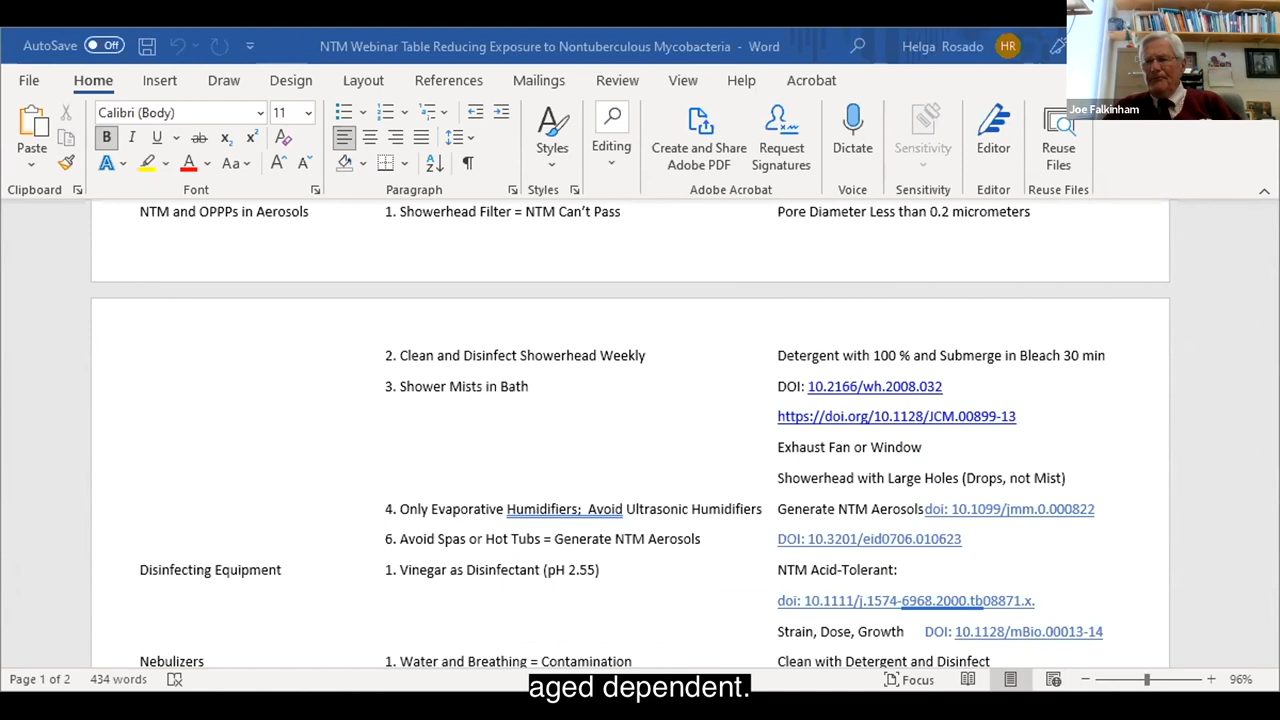 AutoSave Off NTM Webinar Table Reducing Exposure to Nontuberculous Mycobacteria - Word Helga Rosado HR
File Home Insert Draw Design Layout References Mailings Review View Help Acrobat
Joe Falkinham
Calibri (Body) 11
Paste Styles Editing Create and Share Adobe PDF Request Signatures Dictate Sensitivity Editor Reuse Files
Clipboard Font Paragraph Styles Adobe Acrobat Voice Sensitivity Editor Reuse Files
NTM and OPPPs in Aerosols 1. Showerhead Filter = NTM Can't Pass Pore Diameter Less than 0.2 micrometers
2. Clean and Disinfect Showerhead Weekly Detergent with 100 % and Submerge in Bleach 30 min
3. Shower Mists in Bath DOI: 10.2166/wh.2008.032
https://doi.org/10.1128/JCM.00899-13
Exhaust Fan or Window
Showerhead with Large Holes (Drops, not Mist)
4. Only Evaporative Humidifiers; Avoid Ultrasonic Humidifiers Generate NTM Aerosolsdoi: 10.1099/jmm.0.000822
6. Avoid Spas or Hot Tubs = Generate NTM Aerosols DOI: 10.3201/eid0706.010623
Disinfecting Equipment 1. Vinegar as Disinfectant (pH 2.55) NTM Acid-Tolerant:
doi: 10.1111/j.1574-6968.2000.tb08871.x.
Strain, Dose, Growth DOI: 10.1128/mBio.00013-14
Nebulizers 1. Water and Breathing = Contamination Clean with Detergent and Disinfect
Page 1 of 2 434 words Focus 96%
aged dependent.